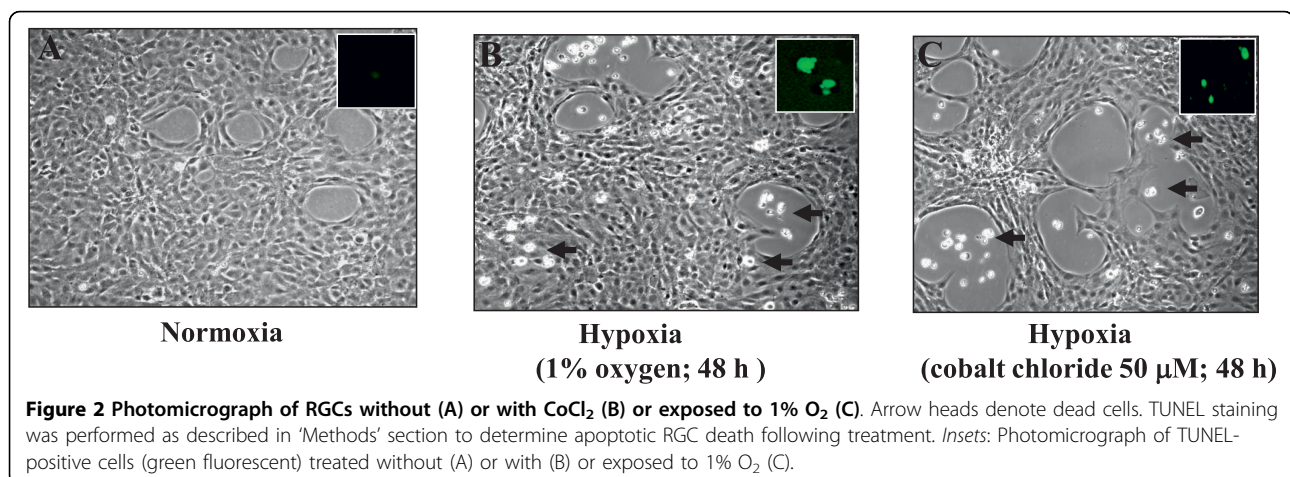 A
B
C
Normoxia
Hypoxia
(1% oxygen; 48 h )
Hypoxia
(cobalt chloride 50 µM; 48 h)
Figure 2 Photomicrograph of RGCs without (A) or with CoCl₂ (B) or exposed to 1% O₂ (C). Arrow heads denote dead cells. TUNEL staining
was performed as described in ‘Methods’ section to determine apoptotic RGC death following treatment. Insets: Photomicrograph of TUNEL-
positive cells (green fluorescent) treated without (A) or with (B) or exposed to 1% O₂ (C).